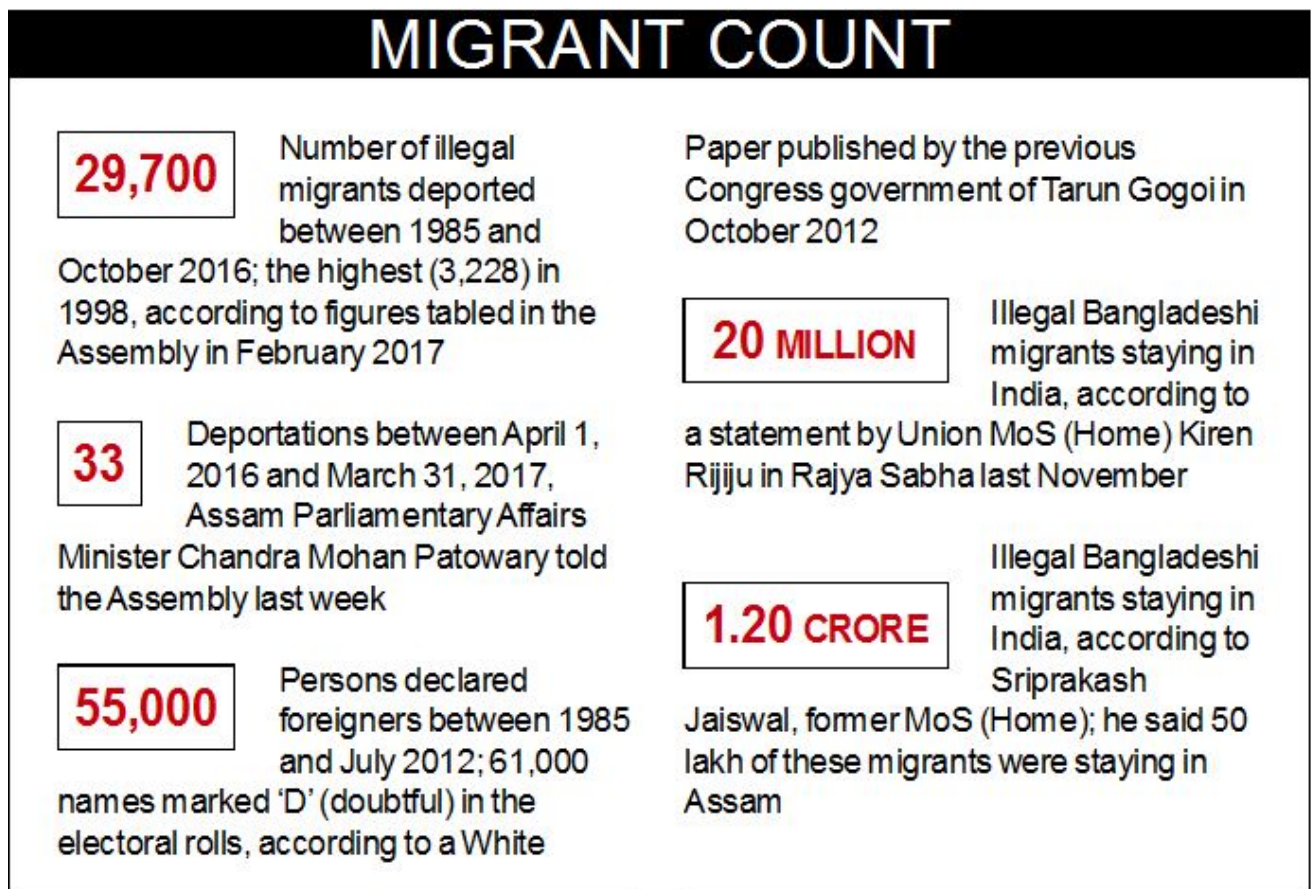 MIGRANT COUNT
29,700
Number of illegal
migrants deported
between 1985 and
October 2016; the highest (3,228) in
1998, according to figures tabled in the
Assembly in February 2017
33
Deportations between April 1,
2016 and March 31, 2017,
Assam Parliamentary Affairs
Minister Chandra Mohan Patowary told
the Assembly last week
55,000
Persons declared
foreigners between 1985
and July 2012; 61,000
names marked ‘D’ (doubtful) in the
electoral rolls, according to a White
Paper published by the previous
Congress government of Tarun Gogoi in
October 2012
20 MILLION
Illegal Bangladeshi
migrants staying in
India, according to
a statement by Union MoS (Home) Kiren
Rijiju in Rajya Sabha last November
1.20 CRORE
Illegal Bangladeshi
migrants staying in
India, according to
Sriprakash
Jaiswal, former MoS (Home); he said 50
lakh of these migrants were staying in
Assam